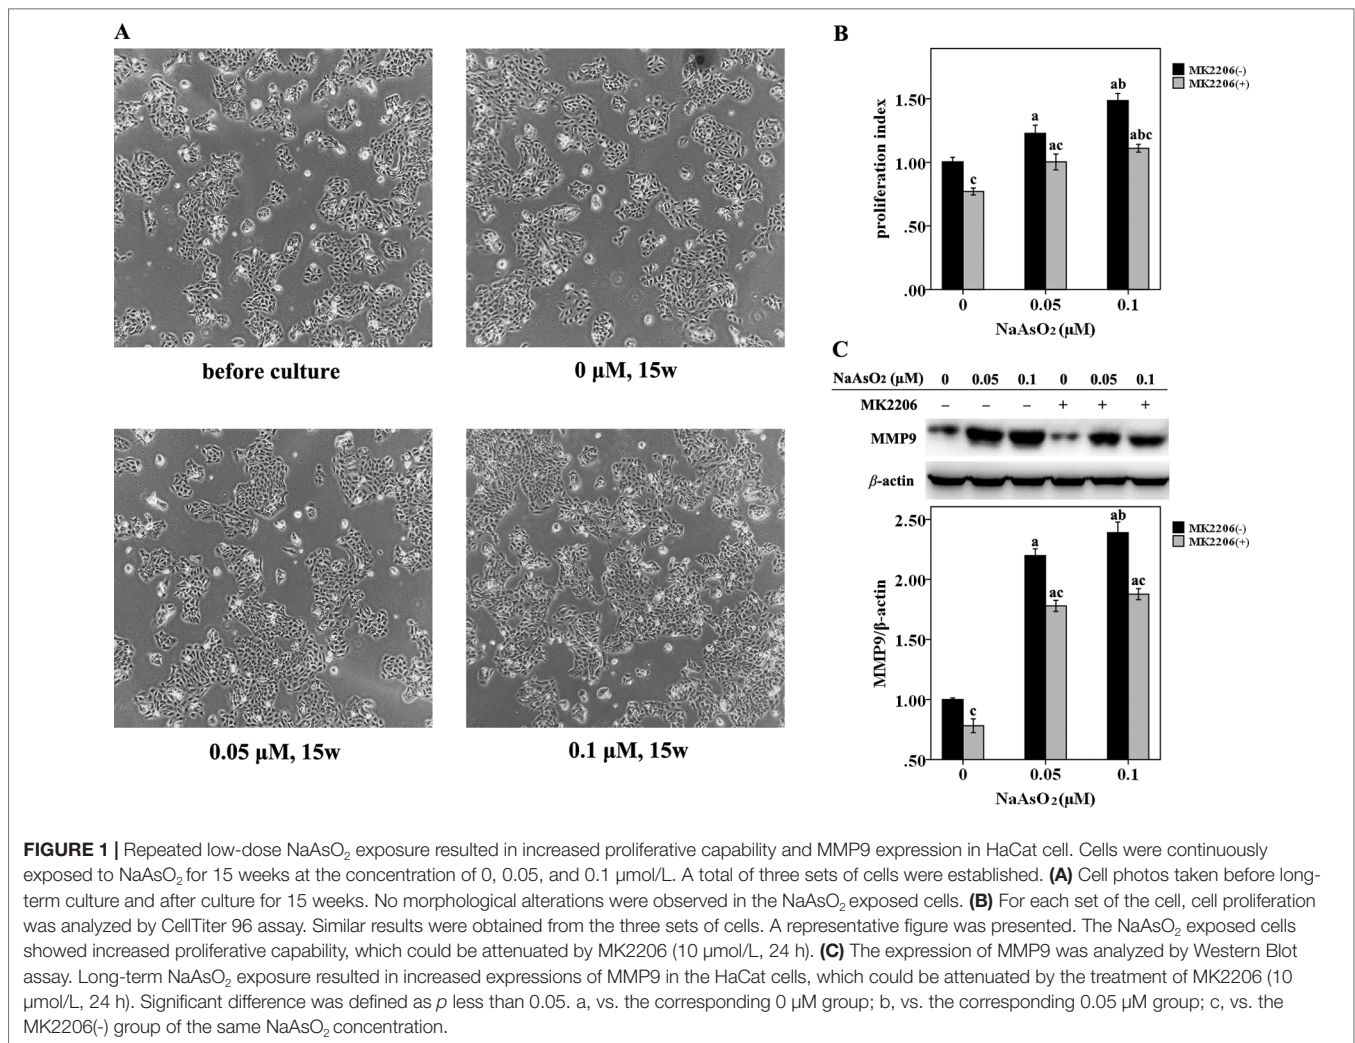 A
before culture
0 µM, 15w
0.05 µM, 15w
0.1 µM, 15w
B
proliferation index
1.50
1.00
.50
.00
a
ab
c
ac
abc
0
0.05
0.1
NaAsO2 (µM)
MK2206(-)
MK2206(+)
C
NaAsO2 (µM) 0 0.05 0.1 0 0.05 0.1
MK2206 – – – + + +
MMP9
β-actin
MMP9/β-actin
2.50
2.00
1.50
1.00
.50
c
a
ac
ab
ac
0
0.05
0.1
NaAsO2 (µM)
MK2206(-)
MK2206(+)
FIGURE 1 | Repeated low-dose NaAsO2 exposure resulted in increased proliferative capability and MMP9 expression in HaCat cell. Cells were continuously
exposed to NaAsO2 for 15 weeks at the concentration of 0, 0.05, and 0.1 µmol/L. A total of three sets of cells were established. (A) Cell photos taken before long-
term culture and after culture for 15 weeks. No morphological alterations were observed in the NaAsO2 exposed cells. (B) For each set of the cell, cell proliferation
was analyzed by CellTiter 96 assay. Similar results were obtained from the three sets of cells. A representative figure was presented. The NaAsO2 exposed cells
showed increased proliferative capability, which could be attenuated by MK2206 (10 µmol/L, 24 h). (C) The expression of MMP9 was analyzed by Western Blot
assay. Long-term NaAsO2 exposure resulted in increased expressions of MMP9 in the HaCat cells, which could be attenuated by the treatment of MK2206 (10
µmol/L, 24 h). Significant difference was defined as p less than 0.05. a, vs. the corresponding 0 µM group; b, vs. the corresponding 0.05 µM group; c, vs. the
MK2206(-) group of the same NaAsO2 concentration.